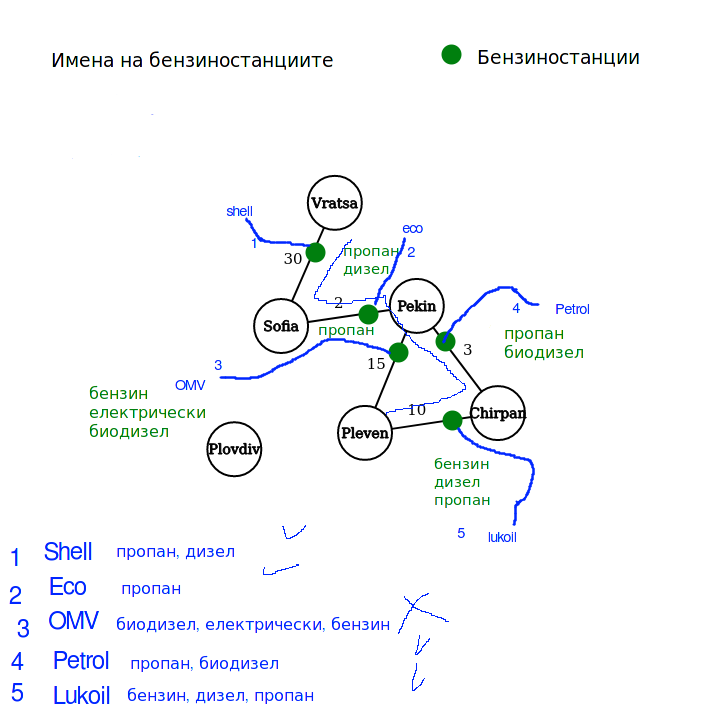 Имена на бензиностанциите
Бензиностанции
Vratsa
shell
1
eco
2
пропан
дизел
30
2
Pekin
Petrol
4
Sofia
пропан
пропан
биодизел
3
15
3
OMV
бензин
електрически
биодизел
10
Chirpan
Pleven
Plovdiv
бензин
дизел
пропан
5 lukoil
1 Shell пропан, дизел
2 Eco пропан
3 OMV биодизел, електрически, бензин
4 Petrol пропан, биодизел
5 Lukoil бензин, дизел, пропан